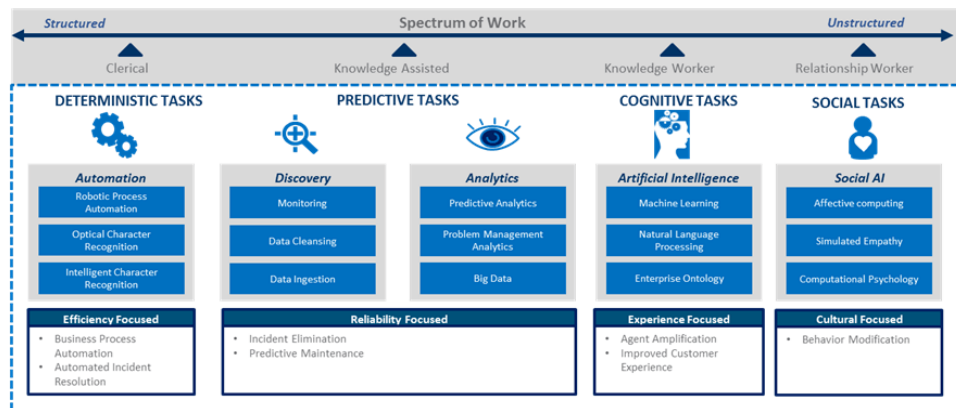 Structured
Spectrum of Work
Unstructured
Clerical
Knowledge Assisted
Knowledge Worker
Relationship Worker
DETERMINISTIC TASKS
PREDICTIVE TASKS
COGNITIVE TASKS
SOCIAL TASKS
Automation
Robotic Process
Automation
Optical Character
Recognition
Intelligent Character
Recognition
Discovery
Monitoring
Data Cleansing
Data Ingestion
Analytics
Predictive Analytics
Problem Management
Analytics
Big Data
Artificial Intelligence
Machine Learning
Natural Language
Processing
Enterprise Ontology
Social AI
Affective computing
Simulated Empathy
Computational Psychology
Efficiency Focused
• Business Process
Automation
• Automated Incident
Resolution
Reliability Focused
• Incident Elimination
• Predictive Maintenance
Experience Focused
• Agent Amplification
• Improved Customer
Experience
Cultural Focused
• Behavior Modification